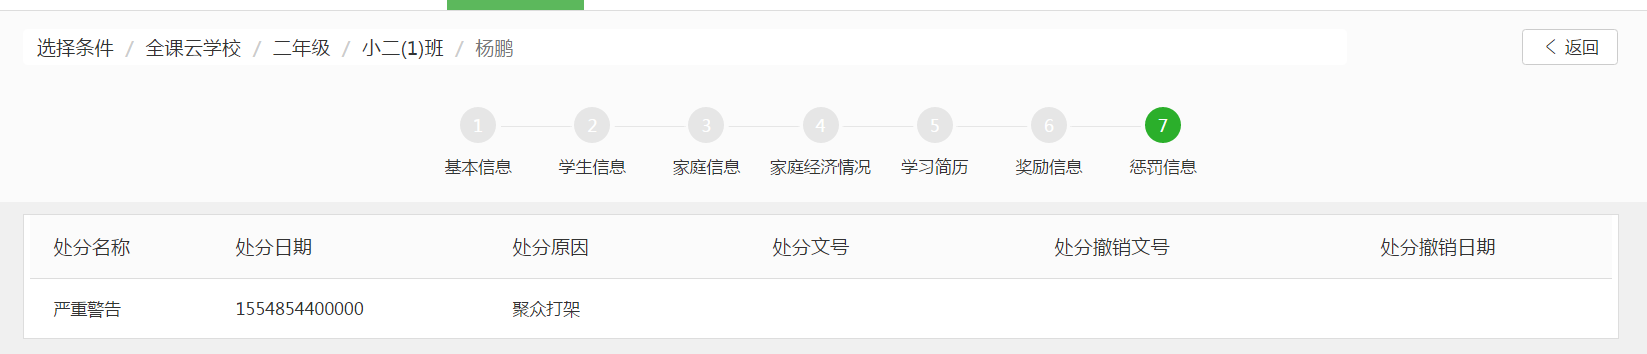 选择条件 / 全课云学校 / 二年级 / 小二(1)班 / 杨鹏
返回
1 2 3 4 5 6 7
基本信息 学生信息 家庭信息 家庭经济情况 学习简历 奖励信息 惩罚信息
处分名称 处分日期 处分原因 处分文号 处分撤销文号 处分撤销日期
严重警告 1554854400000 聚众打架